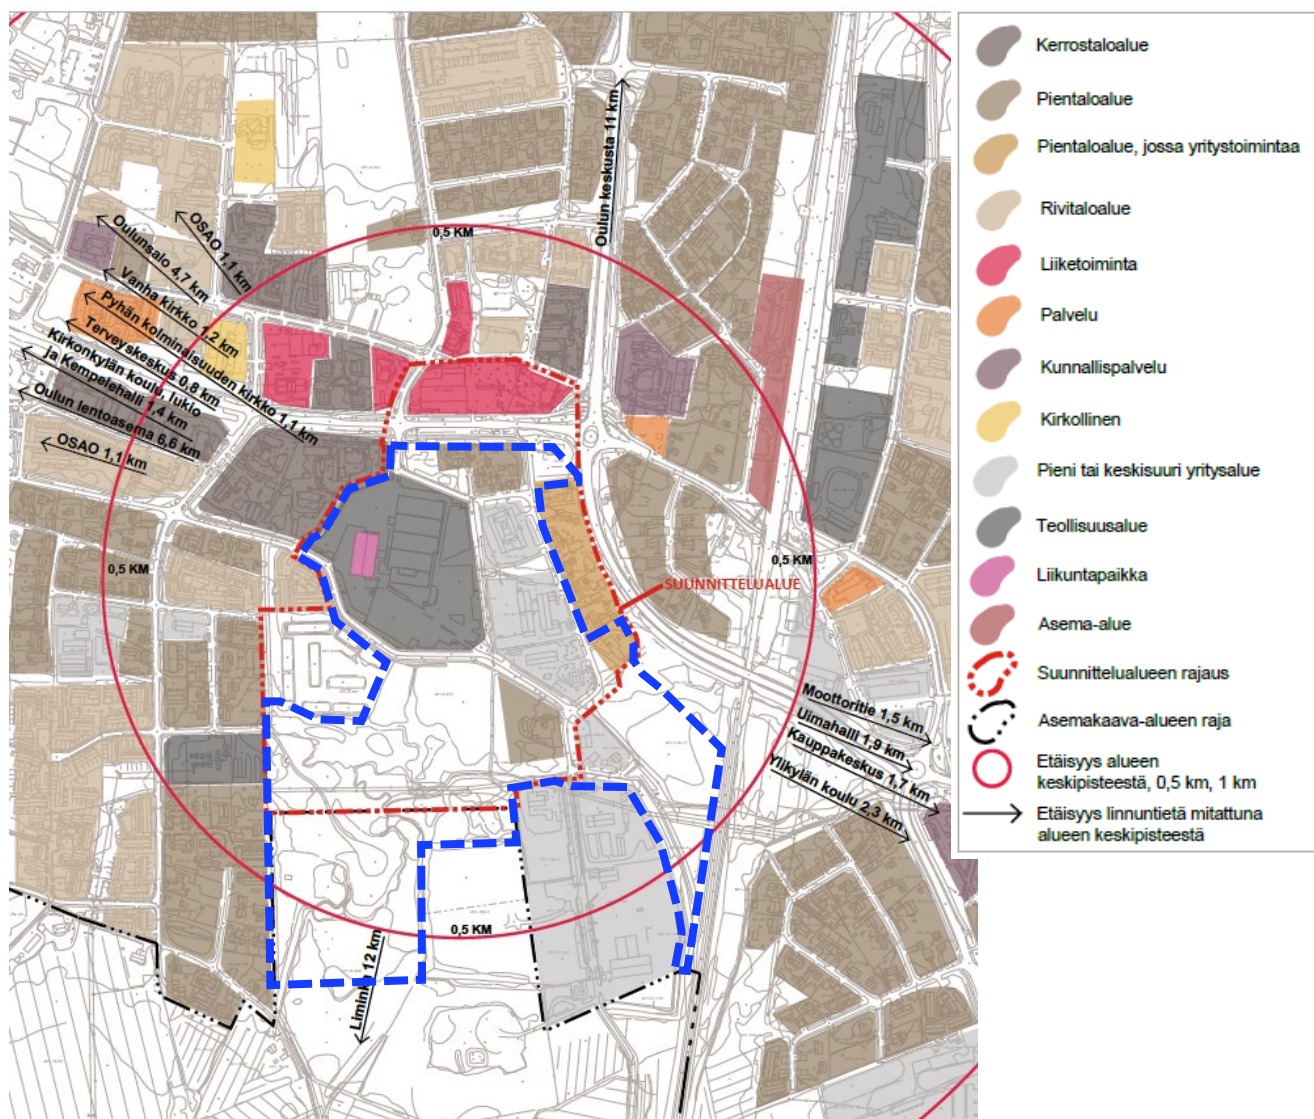 Oulun keskusta 11 km
OSAO 1,1 km
Oulunsalo 4,7 km
Vanha kirkko 1,2 km
Pyhän kolminaisuuden kirkko 1,1 km
Terveyskeskus 0,8 km
Kirkonkylän koulu, lukio
ja Kempelehalli 1,4 km
Oulun lentoasema 6,6 km
OSAO 1,1 km
0,5 KM
0,5 KM
0,5 KM
0,5 KM
SUUNNITTELUALUE
Moottoritie 1,5 km
Uimahalli 1,9 km
Kauppakeskus 1,7 km
Ylikylän koulu 2,3 km
Liminka 12 km
Kerrostaloalue
Pientaloalue
Pientaloalue, jossa yritystoimintaa
Rivitaloalue
Liiketoiminta
Palvelu
Kunnallispalvelu
Kirkollinen
Pieni tai keskisuuri yritysalue
Teollisuusalue
Liikuntapaikka
Asema-alue
Suunnittelualueen rajaus
Asemakaava-alueen raja
Etäisyys alueen
keskipisteestä, 0,5 km, 1 km
Etäisyys linnuntietä mitattuna
alueen keskipisteestä